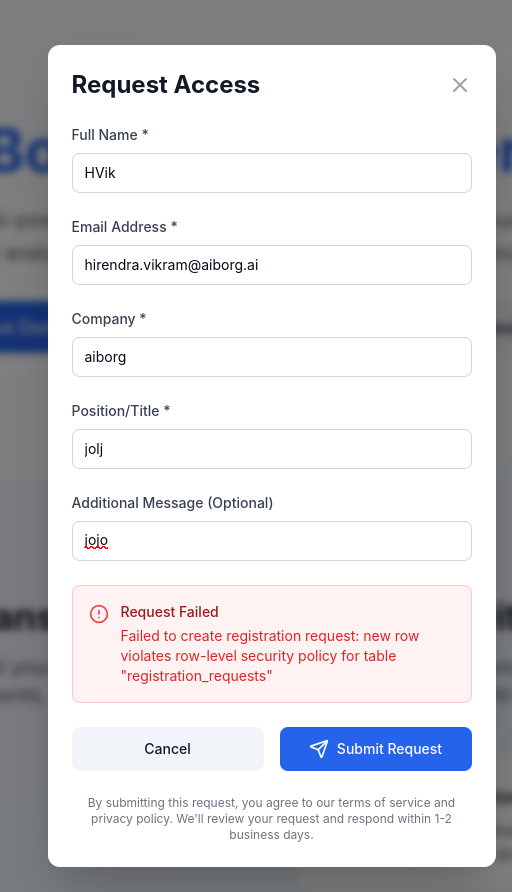 Request Access
Full Name *
HVik
Email Address *
hirendra.vikram@aiborg.ai
Company *
aiborg
Position/Title *
jolj
Additional Message (Optional)
jojo
Request Failed
Failed to create registration request: new row
violates row-level security policy for table
"registration_requests"
Cancel
Submit Request
By submitting this request, you agree to our terms of service and
privacy policy. We'll review your request and respond within 1-2
business days.